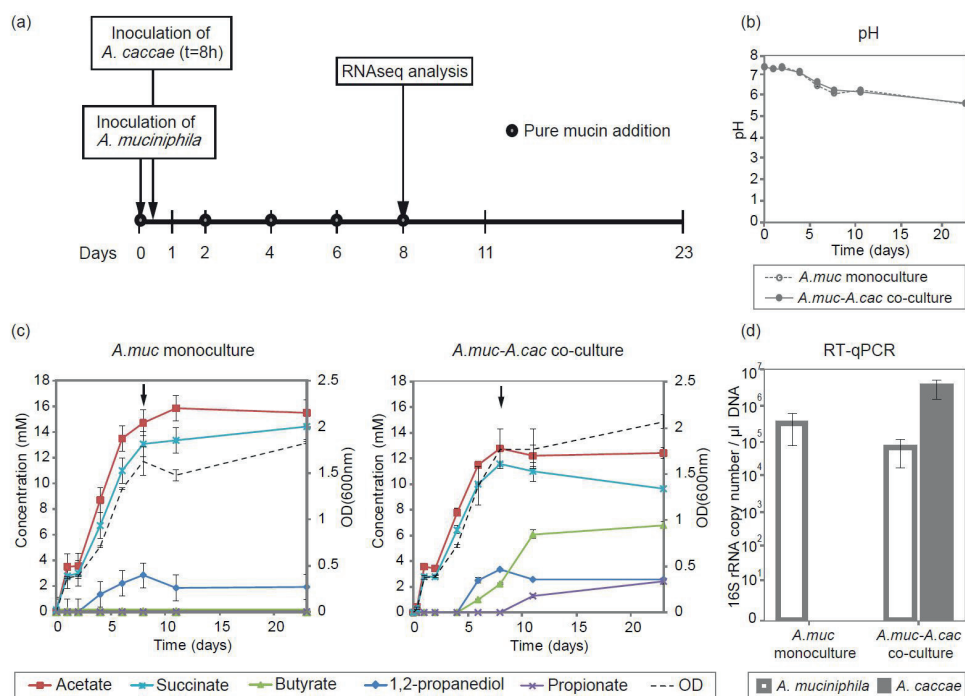 (a)
Inoculation of
A. caccae (t=8h)
Inoculation of
A. muciniphila
RNAseq analysis
Pure mucin addition
Days 0 1 2 4 6 8 11 23
(b)
pH
8
7
6
5
4
3
2
1
0
pH
0 5 10 15 20
Time (days)
A.muc monoculture
A.muc-A.cac co-culture
(c)
A.muc monoculture
18
16
14
12
10
8
6
4
2
0
Concentration (mM)
2.5
2
1.5
1
0.5
0
OD(600nm)
0 5 10 15 20
Time (days)
A.muc-A.cac co-culture
18
16
14
12
10
8
6
4
2
0
Concentration (mM)
2.5
2
1.5
1
0.5
0
OD(600nm)
0 5 10 15 20
Time (days)
Acetate Succinate Butyrate 1,2-propanediol Propionate OD
(d)
RT-qPCR
10⁷
10⁶
10⁵
10⁴
10³
10²
10¹
0
16S rRNA copy number / µl DNA
A.muc
monoculture
A.muc-A.cac
co-culture
A. muciniphila A. caccae